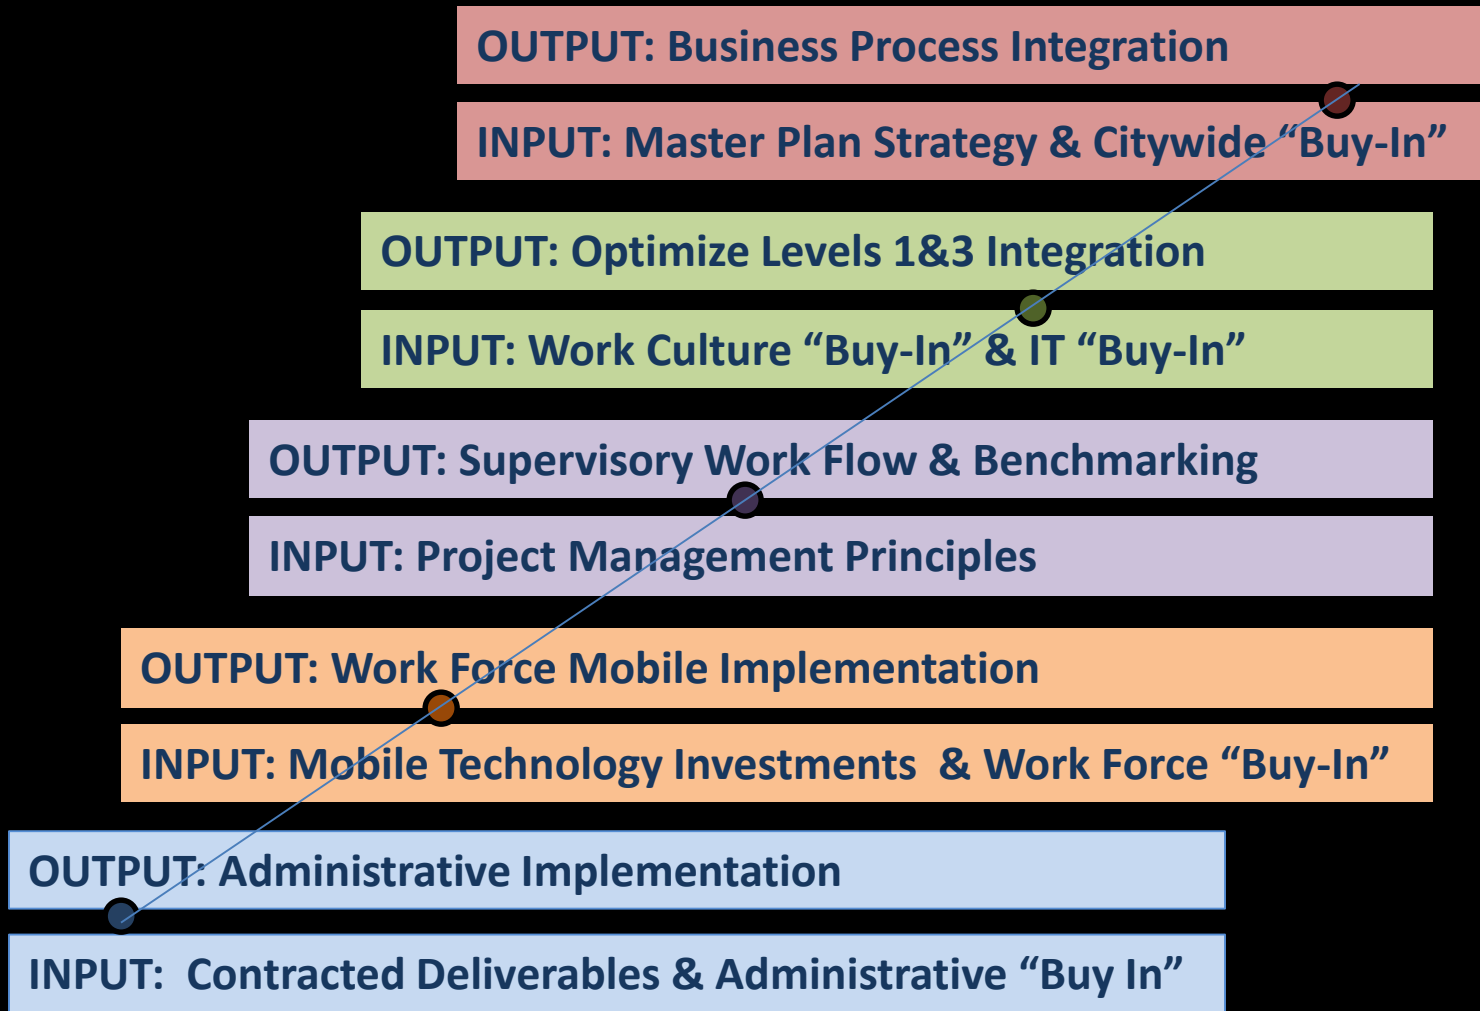 OUTPUT: Business Process Integration
INPUT: Master Plan Strategy & Citywide “Buy-In”
OUTPUT: Optimize Levels 1&3 Integration
INPUT: Work Culture “Buy-In” & IT “Buy-In”
OUTPUT: Supervisory Work Flow & Benchmarking
INPUT: Project Management Principles
OUTPUT: Work Force Mobile Implementation
INPUT: Mobile Technology Investments  & Work Force “Buy-In”
OUTPUT: Administrative Implementation
INPUT:  Contracted Deliverables & Administrative “Buy In”